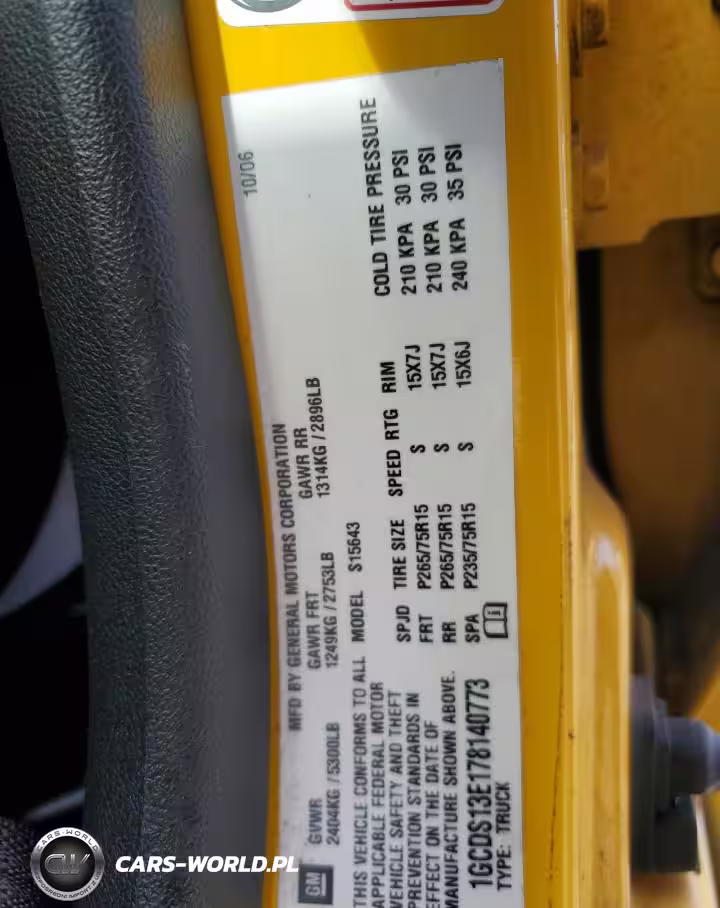 10/06
MFD BY GENERAL MOTORS CORPORATION
GVWR GAWR FRT GAWR RR
2404KG/5300LB 1249KG/2753LB 1314KG/2896LB
GM
THIS VEHICLE CONFORMS TO ALL
APPLICABLE FEDERAL MOTOR
VEHICLE SAFETY AND THEFT
PREVENTION STANDARDS IN
EFFECT ON THE DATE OF
MANUFACTURE SHOWN ABOVE.
1GCDS13E178140773
TYPE: TRUCK
MODEL S15643
COLD TIRE PRESSURE
SPJD TIRE SIZE SPEED RTG RIM
FRT P265/75R15 S 15X7J 210 KPA 30 PSI
RR P265/75R15 S 15X7J 210 KPA 30 PSI
SPA P235/75R15 S 15X6J 240 KPA 35 PSI
CARS-WORLD
CW
CARS-WORLD.PL